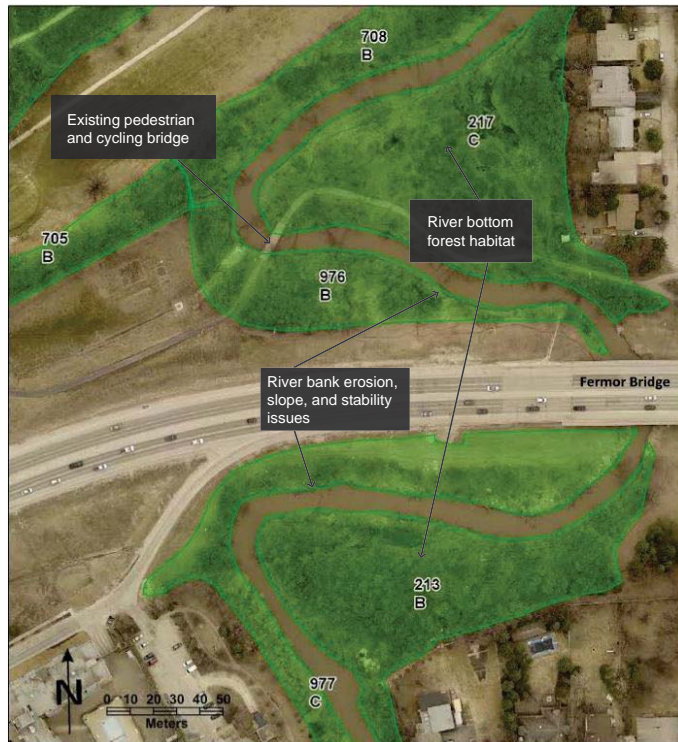 708
B
Existing pedestrian
and cycling bridge
217
C
River bottom
forest habitat
705
B
976
B
River bank erosion,
slope, and stability
issues
Fermor Bridge
213
B
977
C
N
0 10 20 30 40 50
Meters